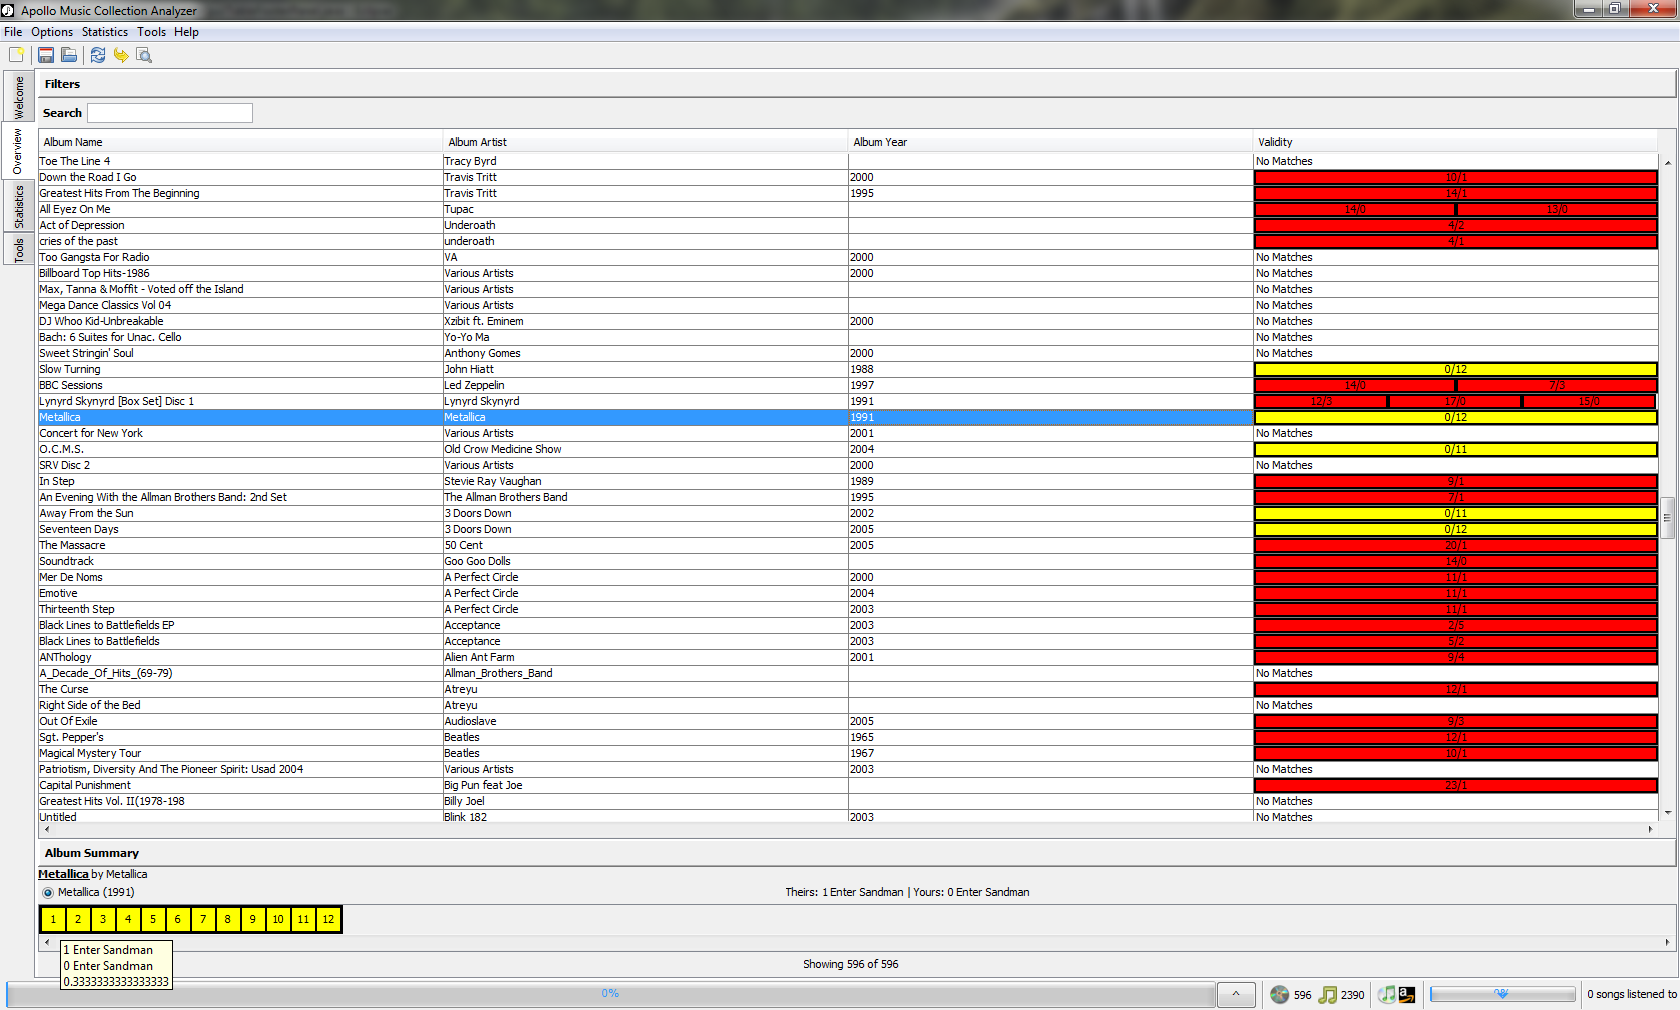 Apollo Music Collection Analyzer
File Options Statistics Tools Help
Welcome
Overview
Statistics
Tools
Filters
Search
Album Name Album Artist Album Year Validity
Toe The Line 4 Tracy Byrd No Matches
Down the Road I Go Travis Tritt 2000 10/1
Greatest Hits From The Beginning Travis Tritt 1995 14/1
All Eyez On Me Tupac 14/0 13/0
Act of Depression Underoath 4/2
cries of the past underoath 4/1
Too Gangsta For Radio VA 2000 No Matches
Billboard Top Hits-1986 Various Artists 2000 No Matches
Max, Tanna & Moffit - Voted off the Island Various Artists No Matches
Mega Dance Classics Vol 04 Various Artists No Matches
DJ Whoo Kid-Unbreakable Xzibit ft. Eminem 2000 No Matches
Bach: 6 Suites for Unac. Cello Yo-Yo Ma No Matches
Sweet Stringin' Soul Anthony Gomes 2000 No Matches
Slow Turning John Hiatt 1988 0/12
BBC Sessions Led Zeppelin 1997 14/0 7/3
Lynyrd Skynyrd [Box Set] Disc 1 Lynyrd Skynyrd 1991 12/3 17/0 15/0
Metallica Metallica 1991 0/12
Concert for New York Various Artists 2001 No Matches
O.C.M.S. Old Crow Medicine Show 2004 0/11
SRV Disc 2 Various Artists 2000 No Matches
In Step Stevie Ray Vaughan 1989 9/1
An Evening With the Allman Brothers Band: 2nd Set The Allman Brothers Band 1995 7/1
Away From the Sun 3 Doors Down 2002 0/11
Seventeen Days 3 Doors Down 2005 0/12
The Massacre 50 Cent 2005 20/1
Soundtrack Goo Goo Dolls 14/0
Mer De Noms A Perfect Circle 2000 11/1
Emotive A Perfect Circle 2004 11/1
Thirteenth Step A Perfect Circle 2003 11/1
Black Lines to Battlefields EP Acceptance 2003 2/5
Black Lines to Battlefields Acceptance 2003 5/2
ANThology Alien Ant Farm 2001 9/4
A_Decade_Of_Hits_(69-79) Allman_Brothers_Band No Matches
The Curse Atreyu 12/1
Right Side of the Bed Atreyu No Matches
Out Of Exile Audioslave 2005 9/3
Sgt. Pepper's Beatles 1965 12/1
Magical Mystery Tour Beatles 1967 10/1
Patriotism, Diversity And The Pioneer Spirit: Usad 2004 Various Artists 2003 No Matches
Capital Punishment Big Pun feat Joe 23/1
Greatest Hits Vol. II(1978-198 Billy Joel No Matches
Untitled Blink 182 2003 No Matches
Album Summary
Metallica by Metallica
Metallica (1991) Theirs: 1 Enter Sandman | Yours: 0 Enter Sandman
1 2 3 4 5 6 7 8 9 10 11 12
1 Enter Sandman
0 Enter Sandman
0.3333333333333333
Showing 596 of 596
0% 596 2390 0 songs listened to